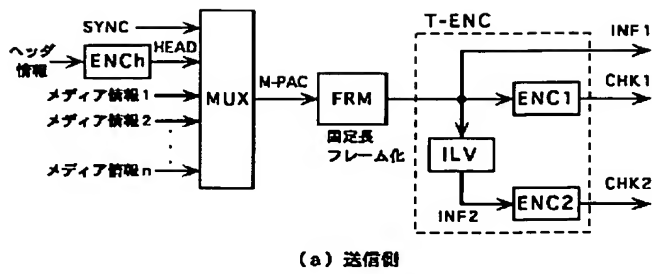 T-ENC
SYNC
INF1
ヘッダ
情報
ENCh
HEAD
MUX
M-PAC
FRM
ENC1
CHK1
メディア情報1
メディア情報2
固定長
フレーム化
ILV
メディア情報n
INF2
ENC2
CHK2
(a) 送信側